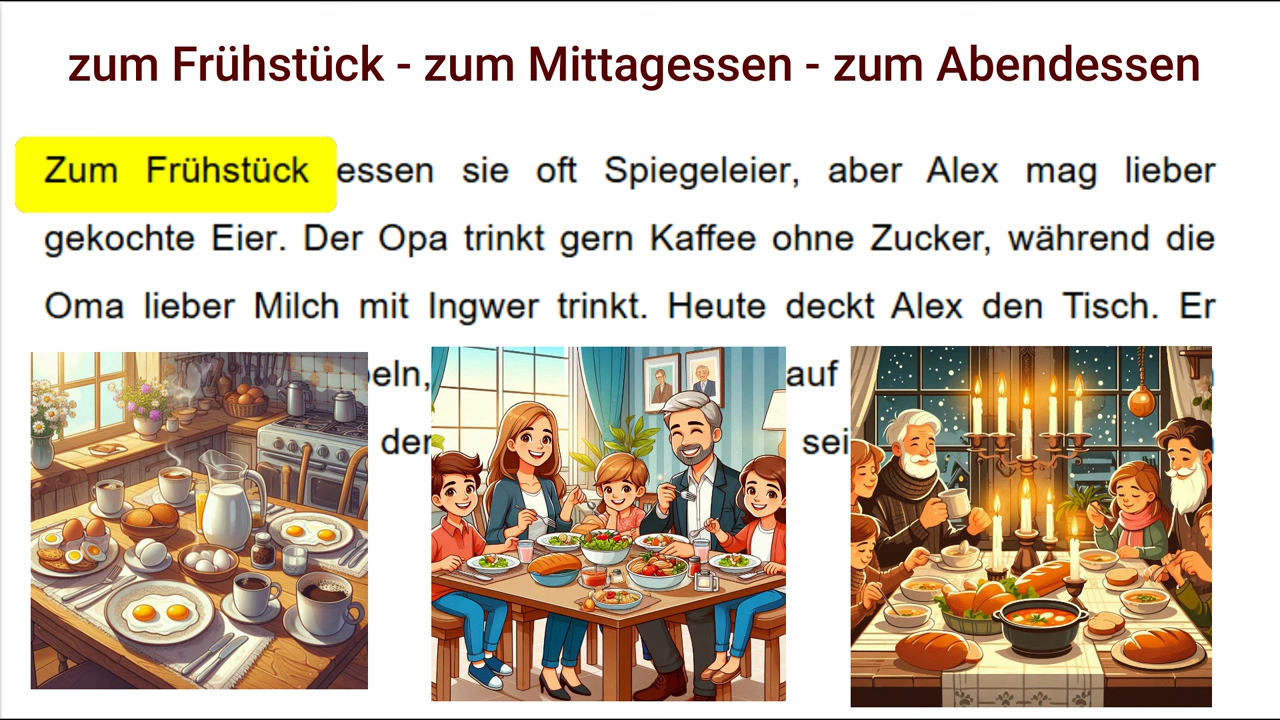 zum Frühstück - zum Mittagessen - zum Abendessen
Zum Frühstück essen sie oft Spiegeleier, aber Alex mag lieber
gekochte Eier. Der Opa trinkt gern Kaffee ohne Zucker, während die
Oma lieber Milch mit Ingwer trinkt. Heute deckt Alex den Tisch. Er
auf